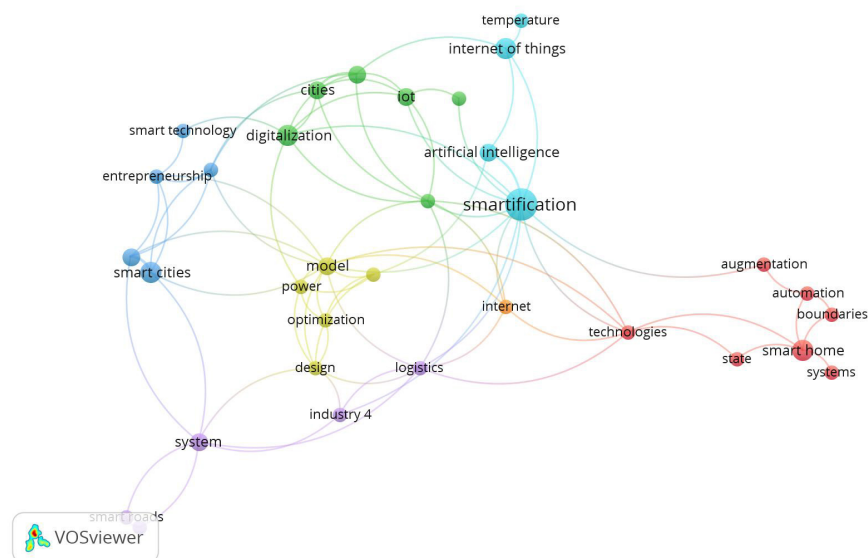 temperature
internet of things
cities
iot
smart technology
digitalization
artificial intelligence
entrepreneurship
smartification
smart cities
model
augmentation
power
automation
internet
boundaries
optimization
technologies
smart home
state
design
logistics
systems
industry 4
system
smart roads
VOSviewer